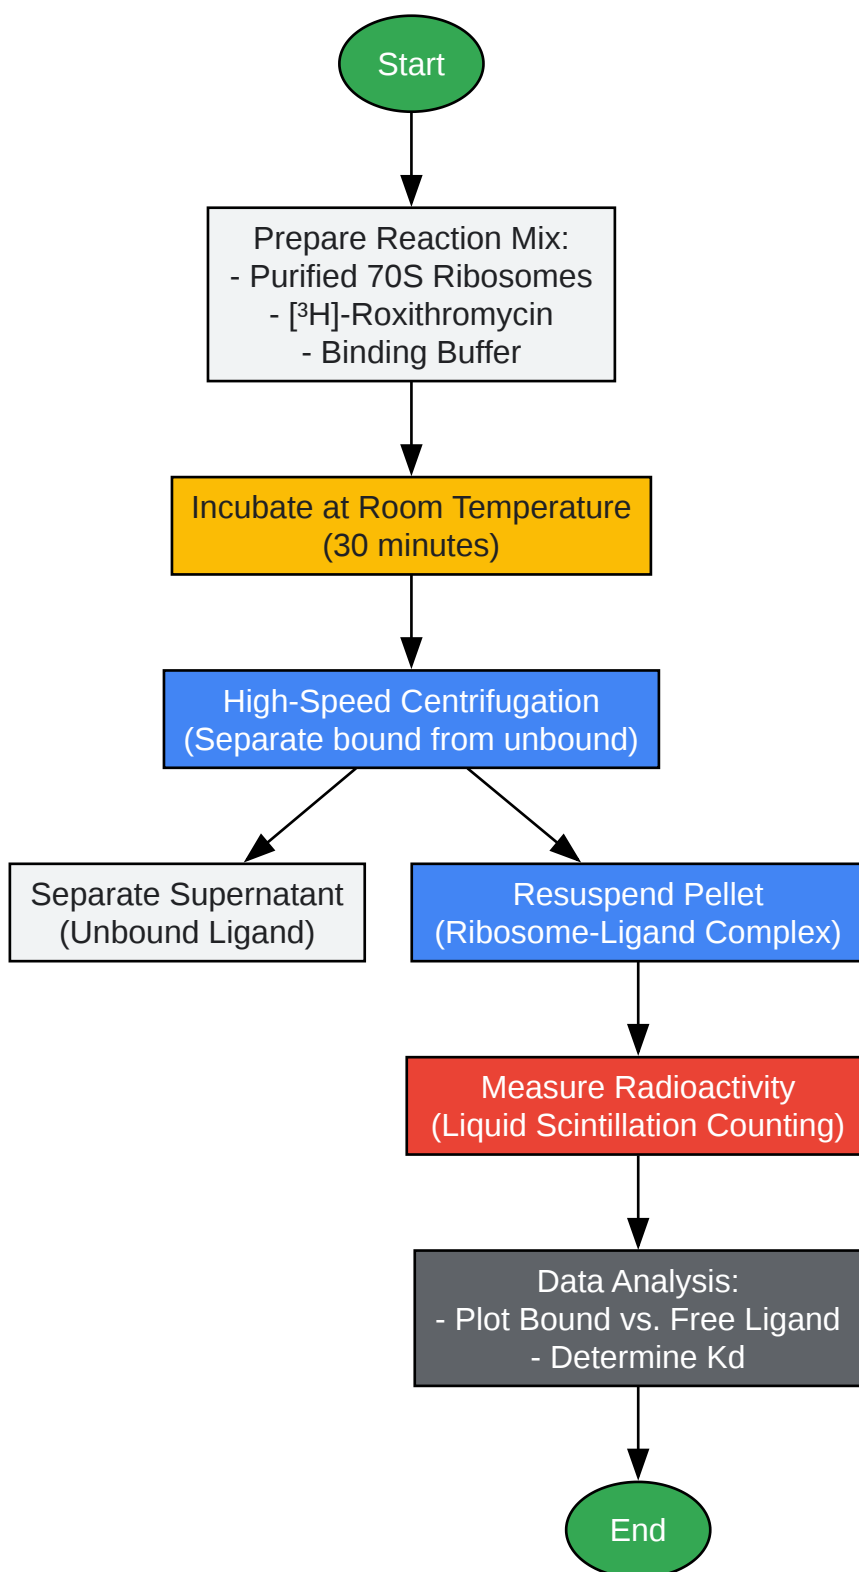 Start
Prepare Reaction Mix:
- Purified 70S Ribosomes
- [³H]-Roxithromycin
- Binding Buffer
Incubate at Room Temperature
(30 minutes)
High-Speed Centrifugation
(Separate bound from unbound)
Separate Supernatant
(Unbound Ligand)
Resuspend Pellet
(Ribosome-Ligand Complex)
Measure Radioactivity
(Liquid Scintillation Counting)
Data Analysis:
- Plot Bound vs. Free Ligand
- Determine Kd
End